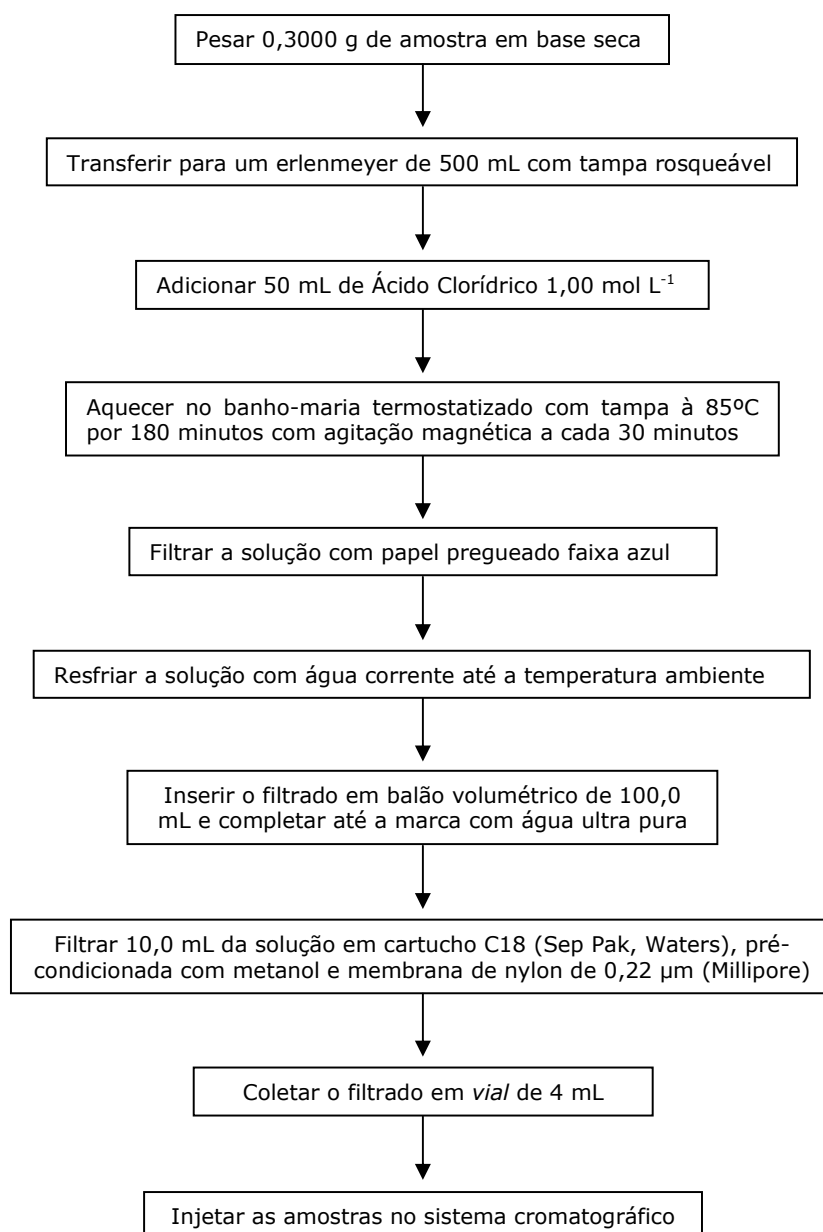 Pesar 0,3000 g de amostra em base seca
Transferir para um erlenmeyer de 500 mL com tampa rosqueável
Adicionar 50 mL de Ácido Clorídrico 1,00 mol L⁻¹
Aquecer no banho-maria termostatizado com tampa à 85ºC
por 180 minutos com agitação magnética a cada 30 minutos
Filtrar a solução com papel pregueado faixa azul
Resfriar a solução com água corrente até a temperatura ambiente
Inserir o filtrado em balão volumétrico de 100,0
mL e completar até a marca com água ultra pura
Filtrar 10,0 mL da solução em cartucho C18 (Sep Pak, Waters), pré-
condicionada com metanol e membrana de nylon de 0,22 µm (Millipore)
Coletar o filtrado em vial de 4 mL
Injetar as amostras no sistema cromatográfico